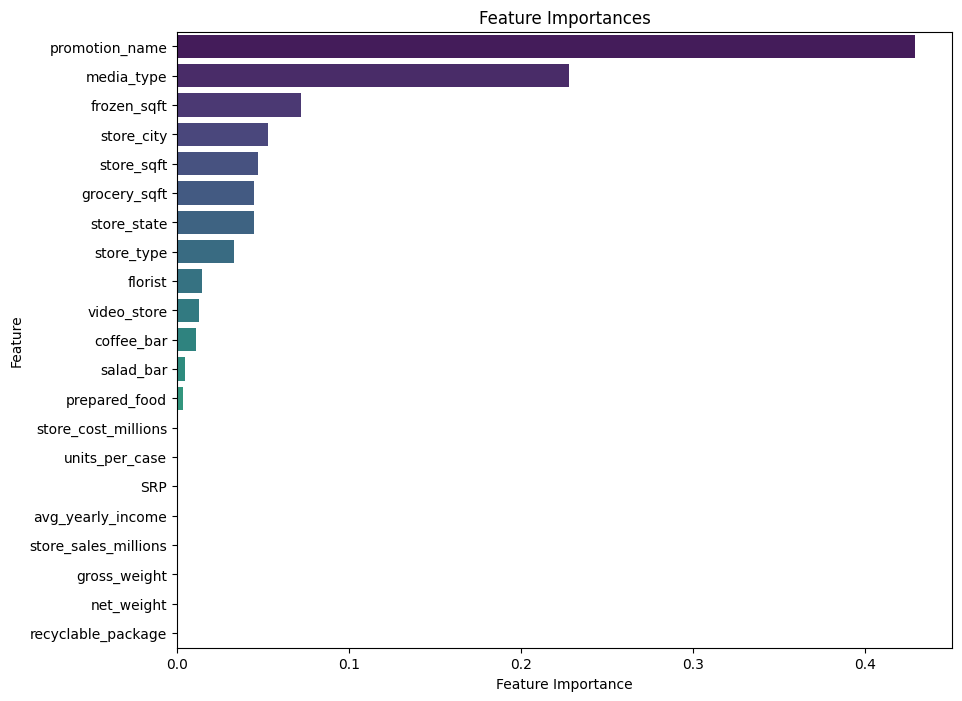 Feature Importances
promotion_name
media_type
frozen_sqft
store_city
store_sqft
grocery_sqft
store_state
store_type
florist
video_store
coffee_bar
salad_bar
prepared_food
store_cost_millions
units_per_case
SRP
avg_yearly_income
store_sales_millions
gross_weight
net_weight
recyclable_package
Feature
0.0 0.1 0.2 0.3 0.4
Feature Importance